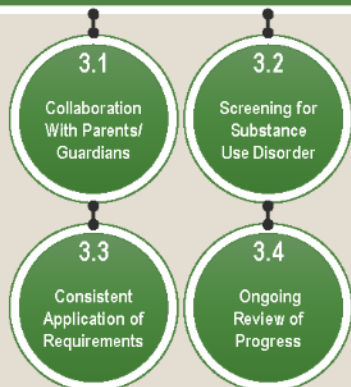 3.1
Collaboration
With Parents/
Guardians
3.2
Screening for
Substance
Use Disorder
3.3
Consistent
Application of
Requirements
3.4
Ongoing
Review of
Progress